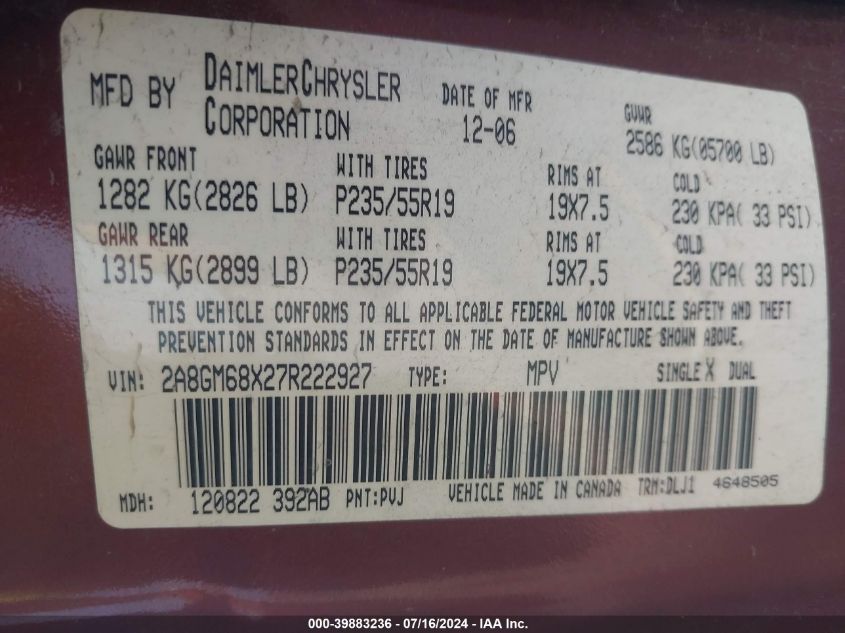 MFD BY DAIMLERCHRYSLER CORPORATION
DATE OF MFR 12-06
GVWR 2586 KG(05700 LB)
GAWR FRONT WITH TIRES RIMS AT COLD
1282 KG(2826 LB) P235/55R19 19X7.5 230 KPA( 33 PSI)
GAWR REAR WITH TIRES RIMS AT COLD
1315 KG(2899 LB) P235/55R19 19X7.5 230 KPA( 33 PSI)
THIS VEHICLE CONFORMS TO ALL APPLICABLE FEDERAL MOTOR VEHICLE SAFETY AND THEFT
PREVENTION STANDARDS IN EFFECT ON THE DATE OF MANUFACTURE SHOWN ABOVE.
VIN: 2A8GM68X27R222927 TYPE: MPV SINGLE X DUAL
MDH: 120822 392AB PNT:PVJ VEHICLE MADE IN CANADA TRM:DLJ1 4648505
000-39883236 - 07/16/2024 - IAA Inc.